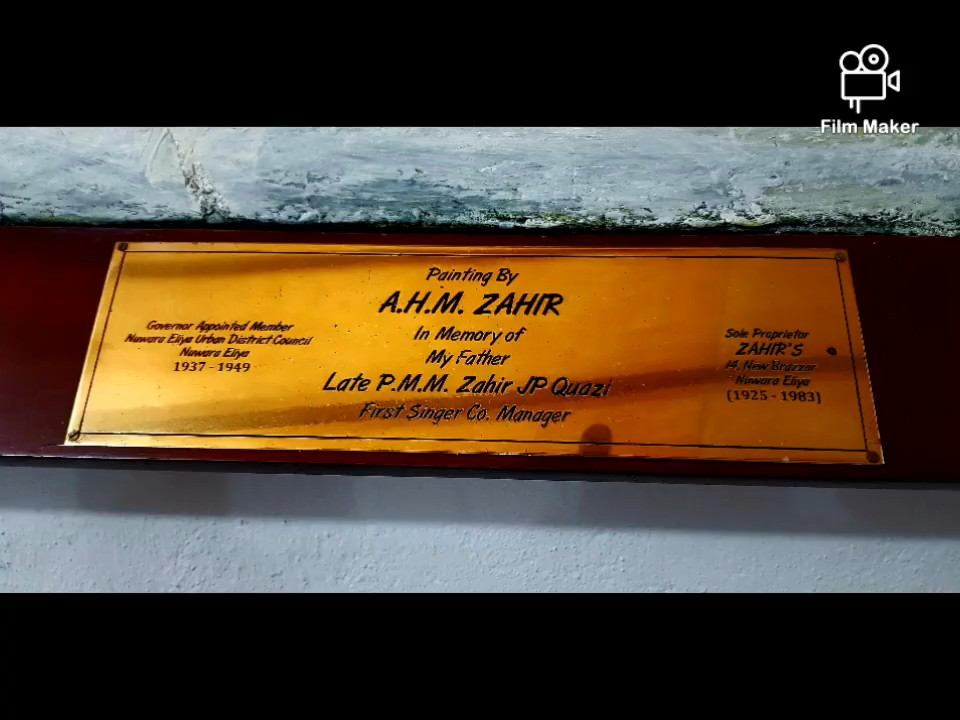 Film Maker
Painting By
A.H.M. ZAHIR
In Memory of
My Father
Late P.M.M. Zahir JP Quazi
First Singer Co. Manager
Governor Appointed Member
Nuwara Eliya Urban District Council
Nuwara Eliya
1937 - 1949
Sole Proprietor
ZAHIR'S
14, New Brazzar
Nuwara Eliya
(1925 - 1983)